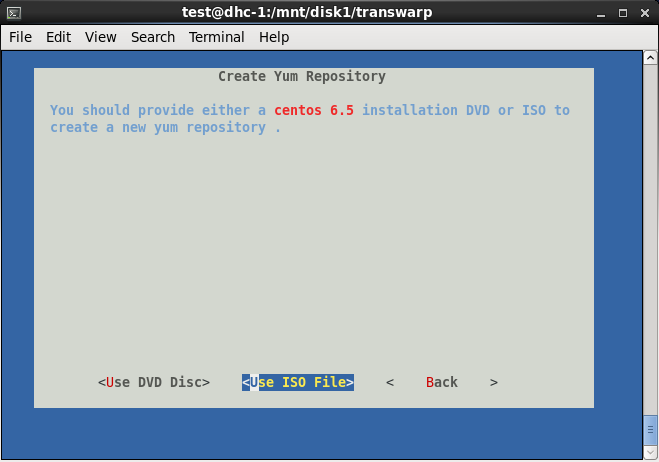 test@dhc-1:/mnt/disk1/transwarp
File Edit View Search Terminal Help
Create Yum Repository
You should provide either a centos 6.5 installation DVD or ISO to
create a new yum repository .
<Use DVD Disc> <Use ISO File> < Back >